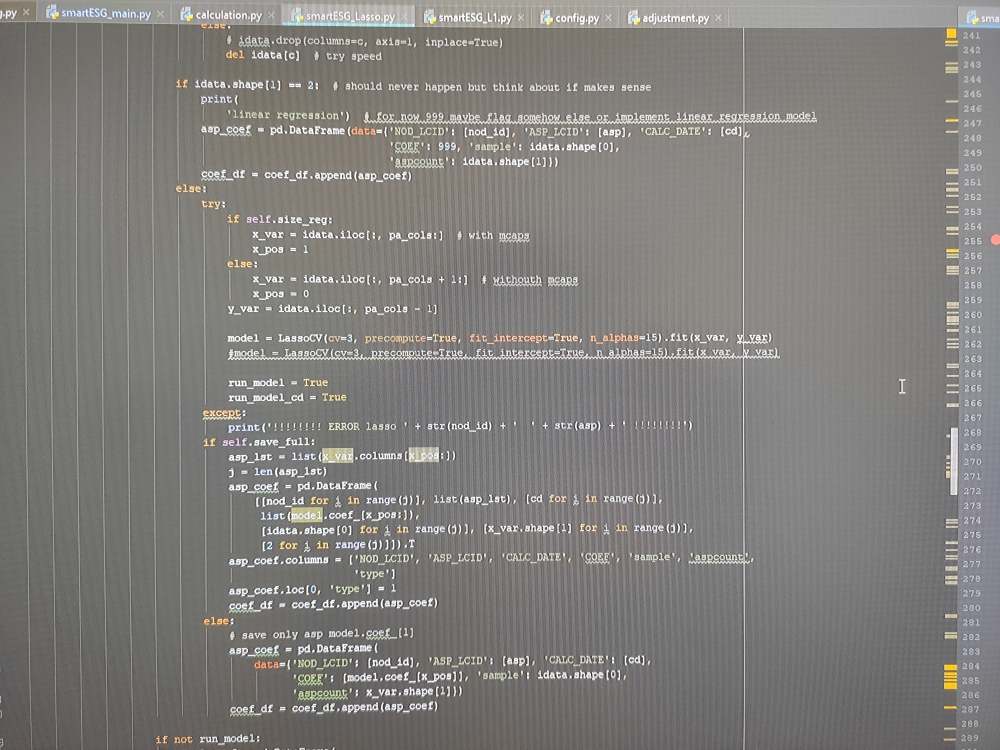 g.py × smartESG_main.py × calculation.py × smartESG_Lasso.py × smartESG_L1.py × config.py × adjustment.py ×
else:
# idata.drop(columns=c, axis=1, inplace=True)
del idata[c]  # try speed
if idata.shape[1] == 2:  # should never happen but think about if makes sense
print(
'linear regression')  # for now 999 maybe flag somehow else or implement linear regression model
asp_coef = pd.DataFrame(data={'NOD_LCID': [nod_id], 'ASP_LCID': [asp], 'CALC_DATE': [cd],
'COEF': 999, 'sample': idata.shape[0],
'aspcount': idata.shape[1]})
coef_df = coef_df.append(asp_coef)
else:
try:
if self.size_reg:
x_var = idata.iloc[:, pa_cols:]  # with mcaps
x_pos = 1
else:
x_var = idata.iloc[:, pa_cols + 1:]  # withouth mcaps
x_pos = 0
y_var = idata.iloc[:, pa_cols - 1]
model = LassoCV(cv=3, precompute=True, fit_intercept=True, n_alphas=15).fit(x_var, y_var)
#model = LassoCV(cv=3, precompute=True, fit_intercept=True, n_alphas=15).fit(x_var, y_var)
run_model = True
run_model_cd = True
except:
print('!!!!!!!! ERROR lasso ' + str(nod_id) + '  ' + str(asp) + ' !!!!!!!!')
if self.save_full:
asp_lst = list(x_var.columns[x_pos:])
j = len(asp_lst)
asp_coef = pd.DataFrame(
[[nod_id for i in range(j)], list(asp_lst), [cd for i in range(j)],
list(model.coef_[x_pos:]),
[idata.shape[0] for i in range(j)], [x_var.shape[1] for i in range(j)],
[2 for i in range(j)]]).T
asp_coef.columns = ['NOD_LCID', 'ASP_LCID', 'CALC_DATE', 'COEF', 'sample', 'aspcount',
'type']
asp_coef.loc[0, 'type'] = 1
coef_df = coef_df.append(asp_coef)
else:
# save only asp model.coef_[1]
asp_coef = pd.DataFrame(
data={'NOD_LCID': [nod_id], 'ASP_LCID': [asp], 'CALC_DATE': [cd],
'COEF': [model.coef_[x_pos]], 'sample': idata.shape[0],
'aspcount': x_var.shape[1]})
coef_df = coef_df.append(asp_coef)
if not run_model:
sma
241
242
243
244
245
246
247
248
249
250
251
252
253
254
255
256
257
258
259
260
261
262
263
264
265
266
267
268
269
270
271
272
273
274
275
276
277
278
279
280
281
282
283
284
285
286
287
288
289